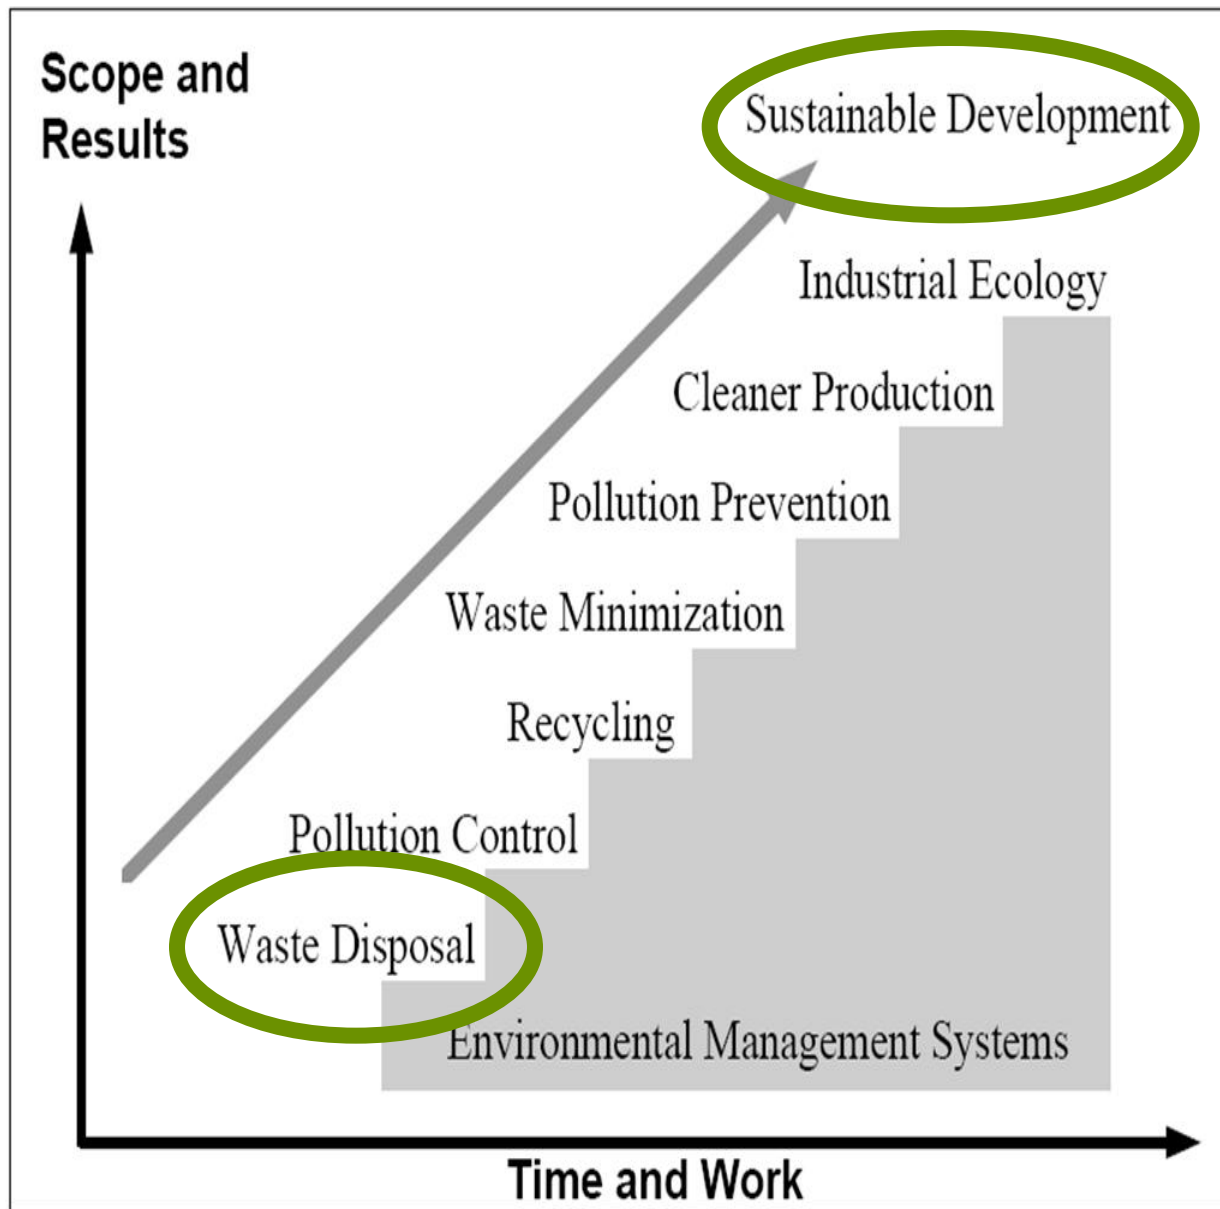 Scope and
Results
Sustainable Development
Industrial Ecology
Cleaner Production
Pollution Prevention
Waste Minimization
Recycling
Pollution Control
Waste Disposal
Environmental Management Systems
Time and Work